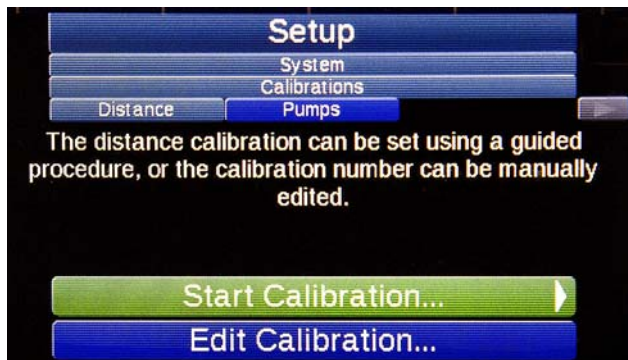 Setup
System
Calibrations
Distance Pumps
The distance calibration can be set using a guided
procedure, or the calibration number can be manually
edited.
Start Calibration...
Edit Calibration...